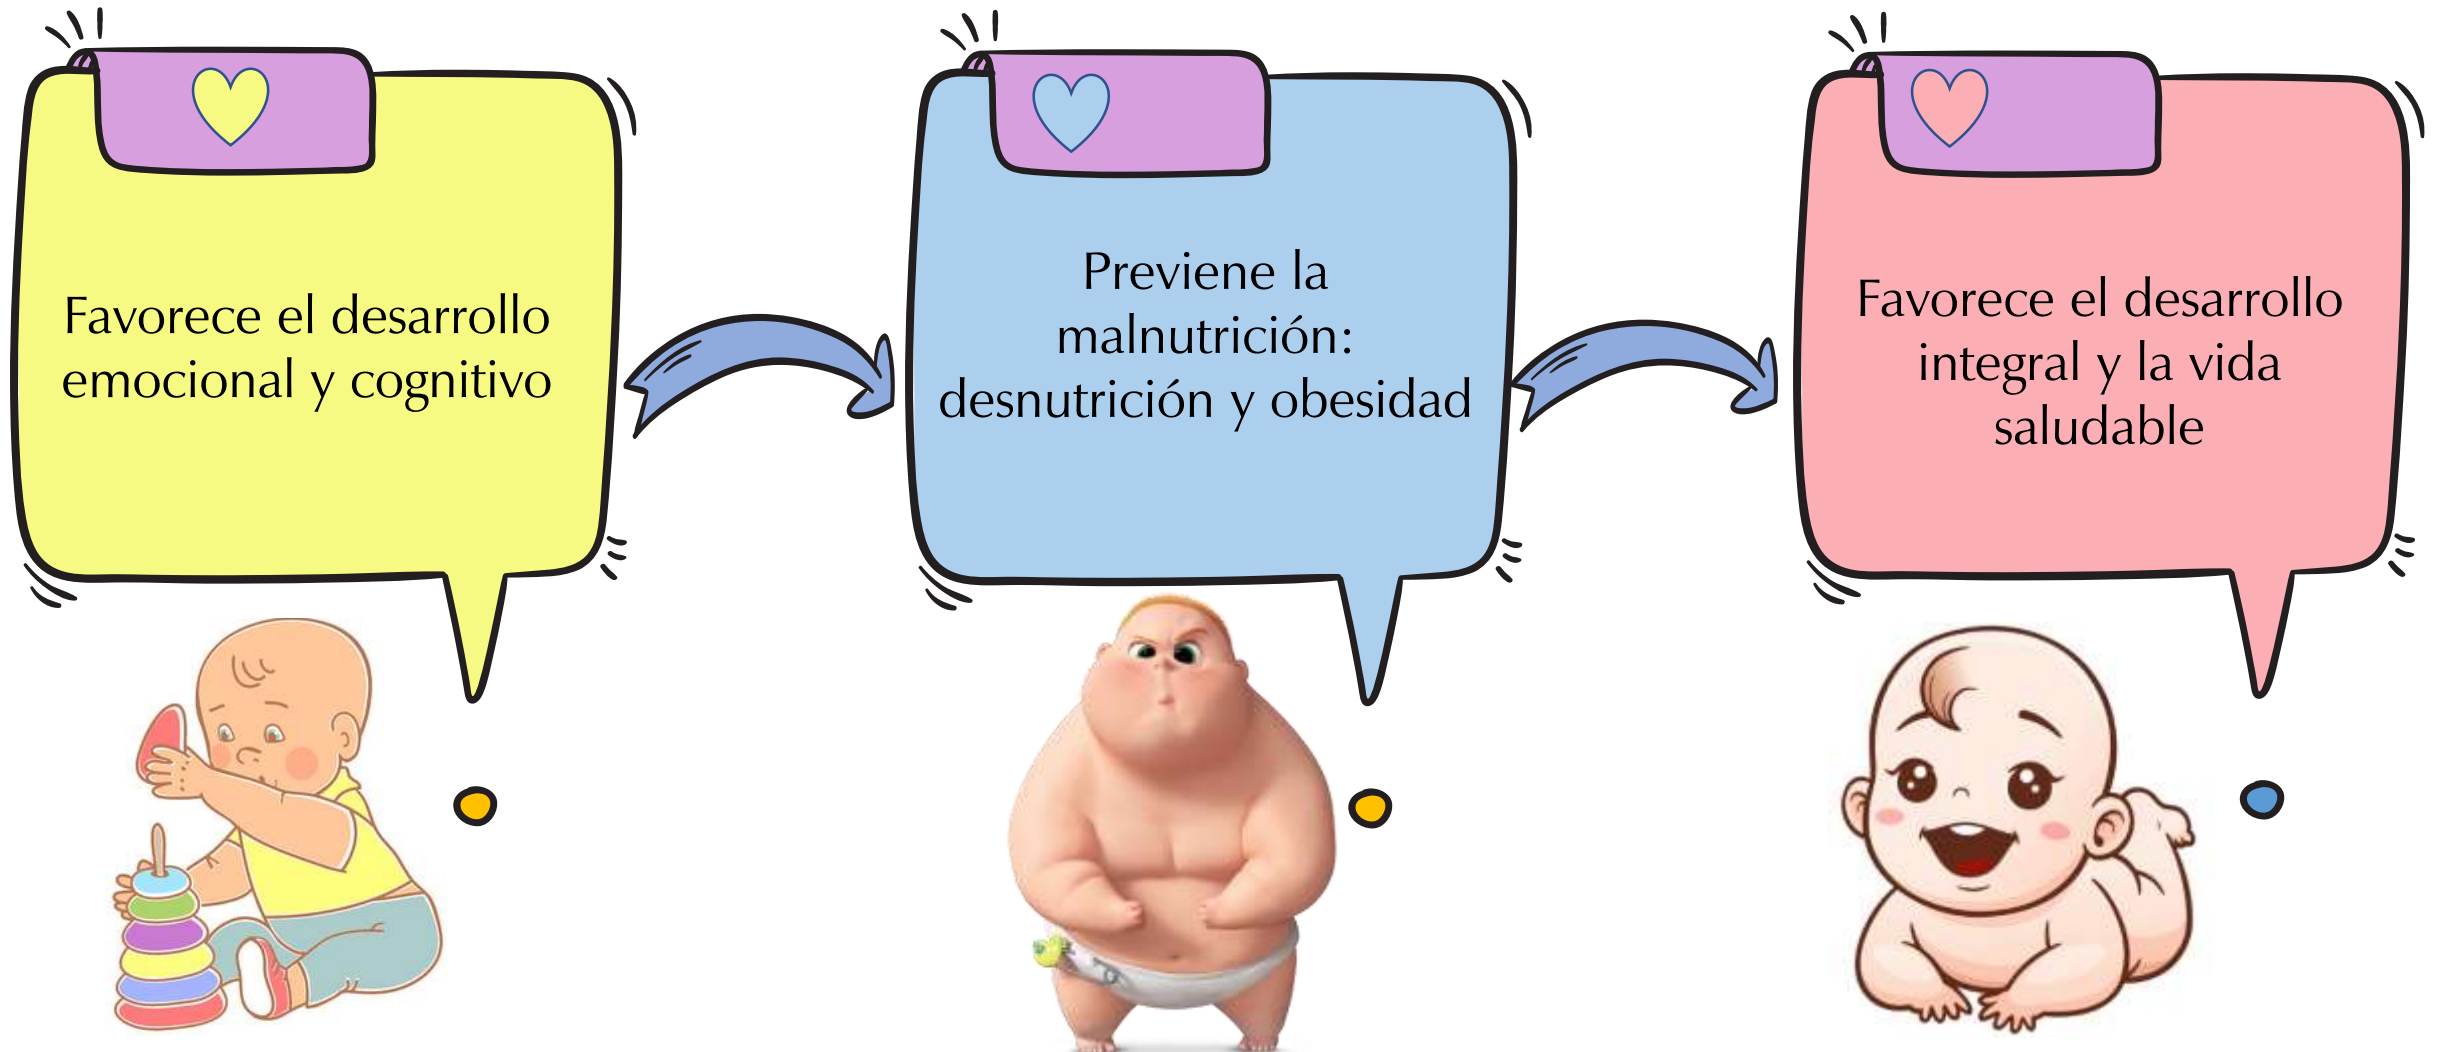 Favorece el desarrollo
emocional y cognitivo
Previene la
malnutrición:
desnutrición y obesidad
Favorece el desarrollo
integral y la vida
saludable